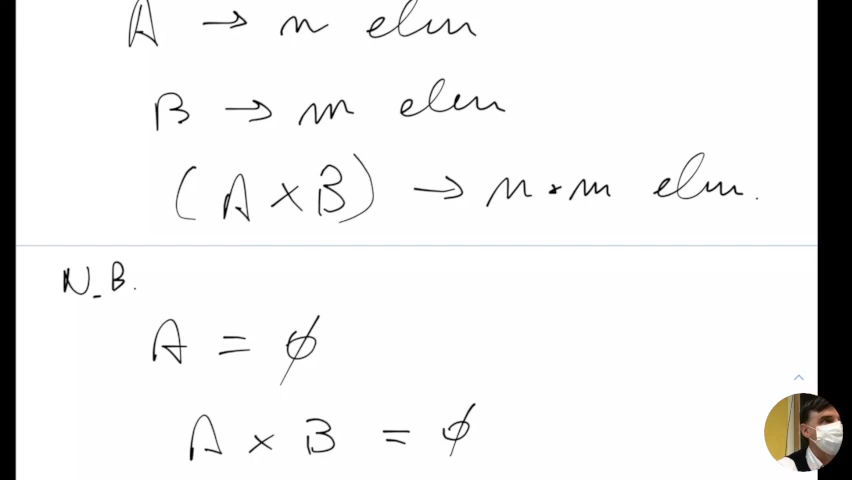 A → n elem
B → m elem
(A × B) → n * m elem.
N.B.
A = ∅
A × B = ∅